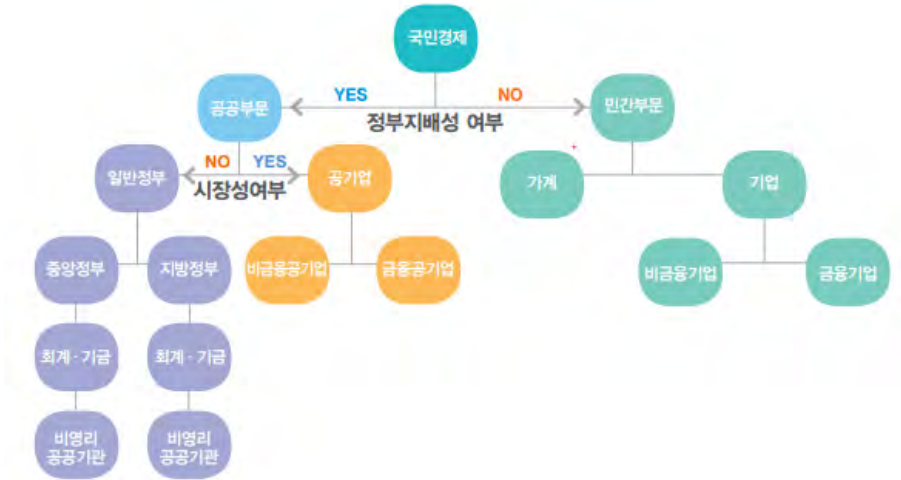 국민경제
YES
NO
공공부문
정부지배성 여부
민간부문
NO
YES
일반정부
시장성여부
공기업
가계
기업
중앙정부
지방정부
비금융공기업
금융공기업
비금융기업
금융기업
회계·기금
회계·기금
비영리
공공기관
비영리
공공기관